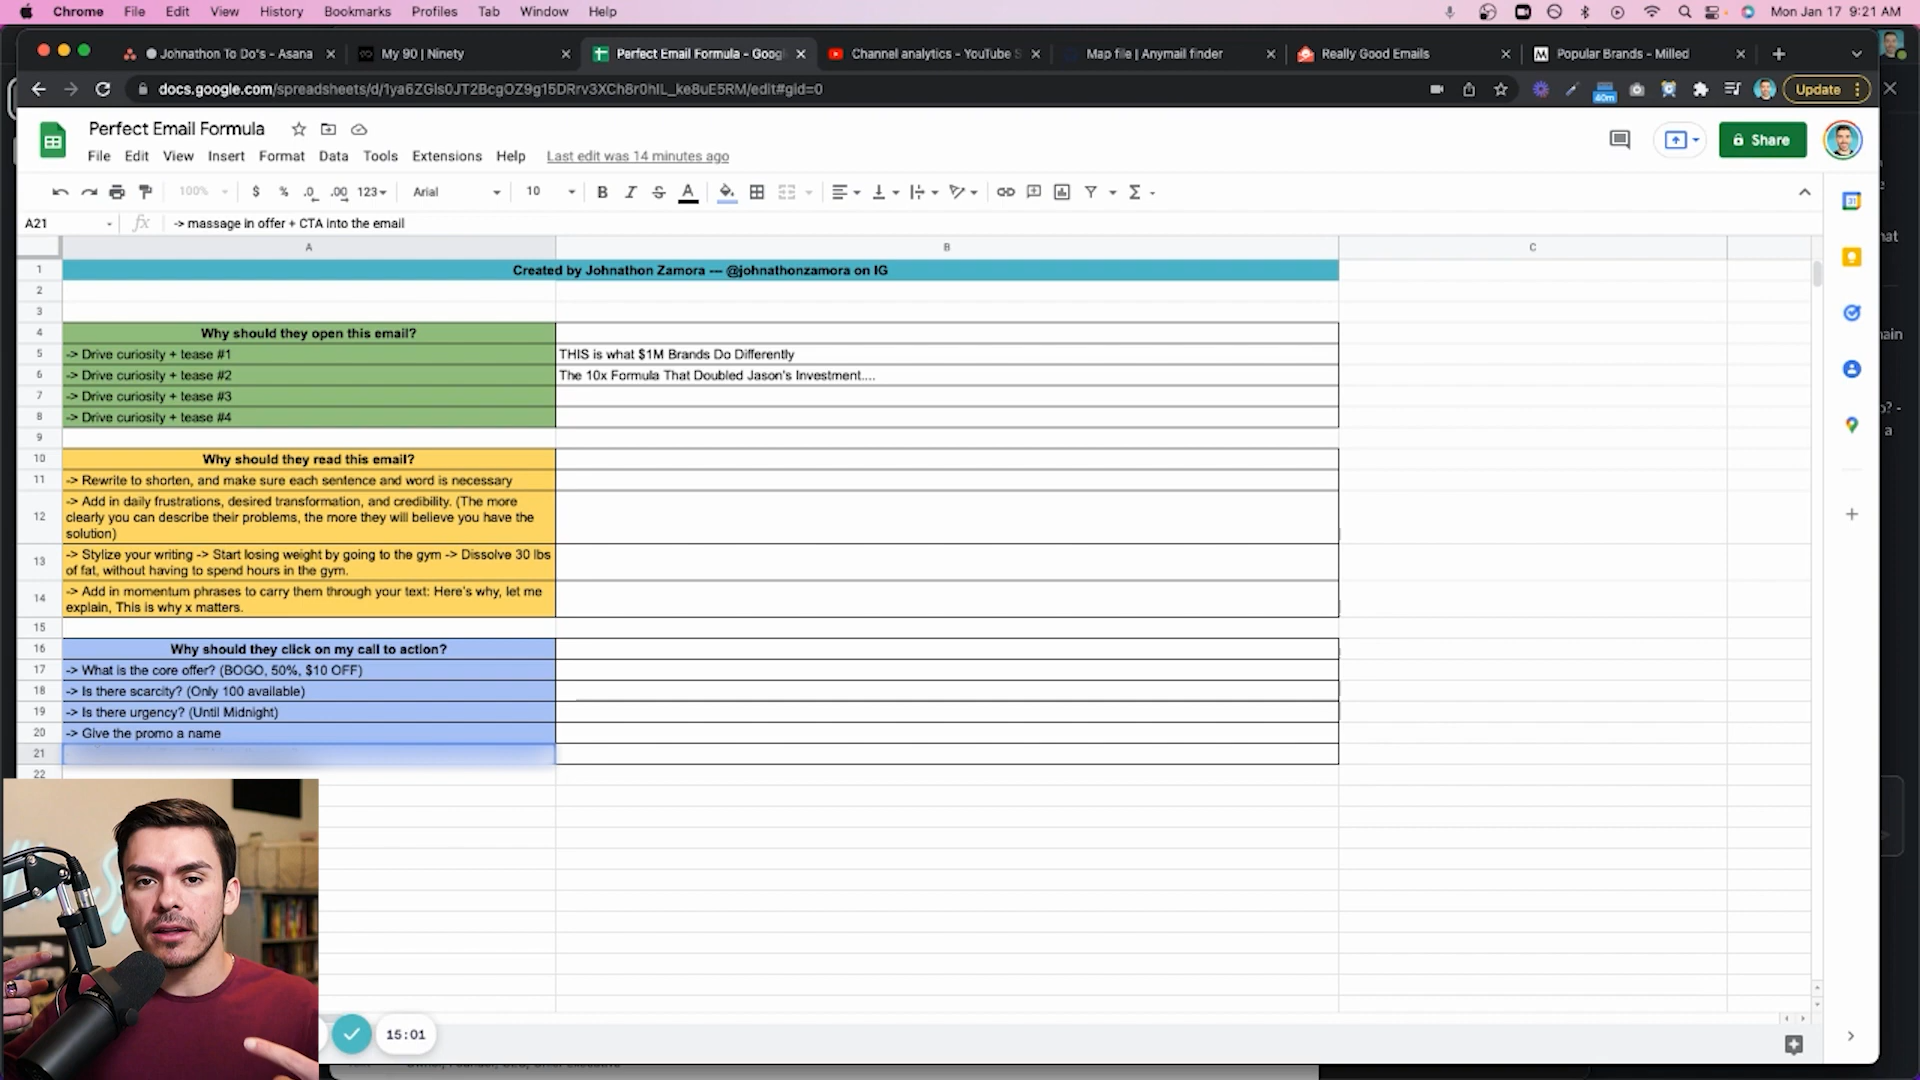 Chrome File Edit View History Bookmarks Profiles Tab Window Help Mon Jan 17 9:21 AM
Johnathon To Do's - Asana My 90 | Ninety Perfect Email Formula - Goog Channel analytics - YouTube S Map file | Anymail finder Really Good Emails Popular Brands - Milled
docs.google.com/spreadsheets/d/1ya6ZGIs0JT2BcgOZ9g15DRrv3XCh8r0hlL_ke8uE5RM/edit#gid=0 40m Update
Perfect Email Formula
File Edit View Insert Format Data Tools Extensions Help Last edit was 14 minutes ago Share
100% $ % .0 .00 123 Arial 10 B I S A
A21 fx -> massage in offer + CTA into the email
A B C
1 Created by Johnathon Zamora --- @johnathonzamora on IG
2
3
4 Why should they open this email?
5 -> Drive curiosity + tease #1 THIS is what $1M Brands Do Differently
6 -> Drive curiosity + tease #2 The 10x Formula That Doubled Jason's Investment....
7 -> Drive curiosity + tease #3
8 -> Drive curiosity + tease #4
9
10 Why should they read this email?
11 -> Rewrite to shorten, and make sure each sentence and word is necessary
12 -> Add in daily frustrations, desired transformation, and credibility. (The more
clearly you can describe their problems, the more they will believe you have the
solution)
13 -> Stylize your writing -> Start losing weight by going to the gym -> Dissolve 30 lbs
of fat, without having to spend hours in the gym.
14 -> Add in momentum phrases to carry them through your text: Here's why, let me
explain, This is why x matters.
15
16 Why should they click on my call to action?
17 -> What is the core offer? (BOGO, 50%, $10 OFF)
18 -> Is there scarcity? (Only 100 available)
19 -> Is there urgency? (Until Midnight)
20 -> Give the promo a name
21
22
15:01